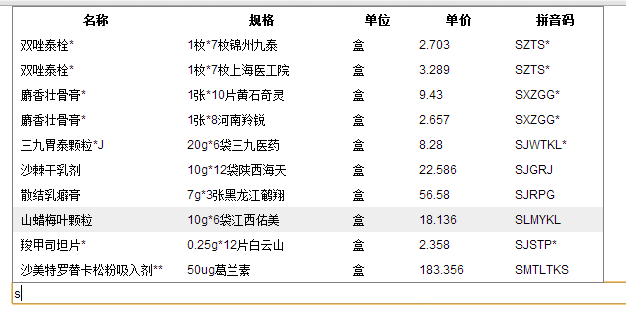 名称 规格 单位 单价 拼音码
双唑泰栓* 1枚*7枚锦州九泰 盒 2.703 SZTS*
双唑泰栓* 1枚*7枚上海医工院 盒 3.289 SZTS*
麝香壮骨膏* 1张*10片黄石奇灵 盒 9.43 SXZGG*
麝香壮骨膏* 1张*8河南羚锐 盒 2.657 SXZGG*
三九胃泰颗粒*J 20g*6袋三九医药 盒 8.28 SJWTKL*
沙棘干乳剂 10g*12袋陕西海天 盒 22.586 SJGRJ
散结乳癖膏 7g*3张黑龙江鹤翔 盒 56.58 SJRPG
山蜡梅叶颗粒 10g*6袋江西佑美 盒 18.136 SLMYKL
羧甲司坦片* 0.25g*12片白云山 盒 2.358 SJSTP*
沙美特罗替卡松粉吸入剂** 50ug葛兰素 盒 183.356 SMTLTKS
s